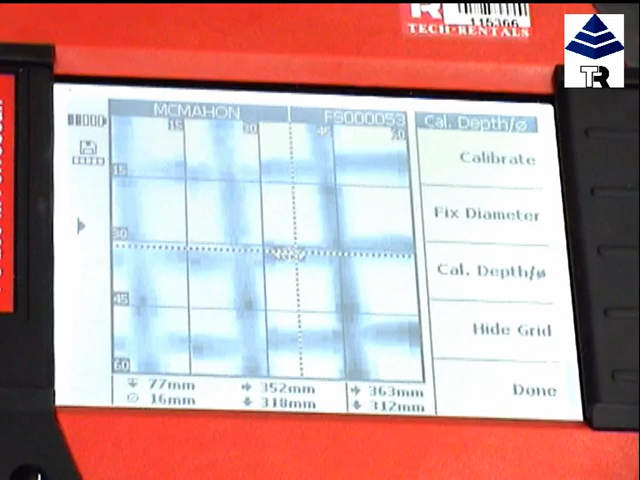 R
115366
TECH-RENTALS
TR
MCMAHON FS000053
Cal. Depth/ø
15 30 45 60
15
30
45
60
Calibrate
Fix Diameter
Cal. Depth/ø
Hide Grid
Done
77mm 352mm 363mm
16mm 318mm 312mm